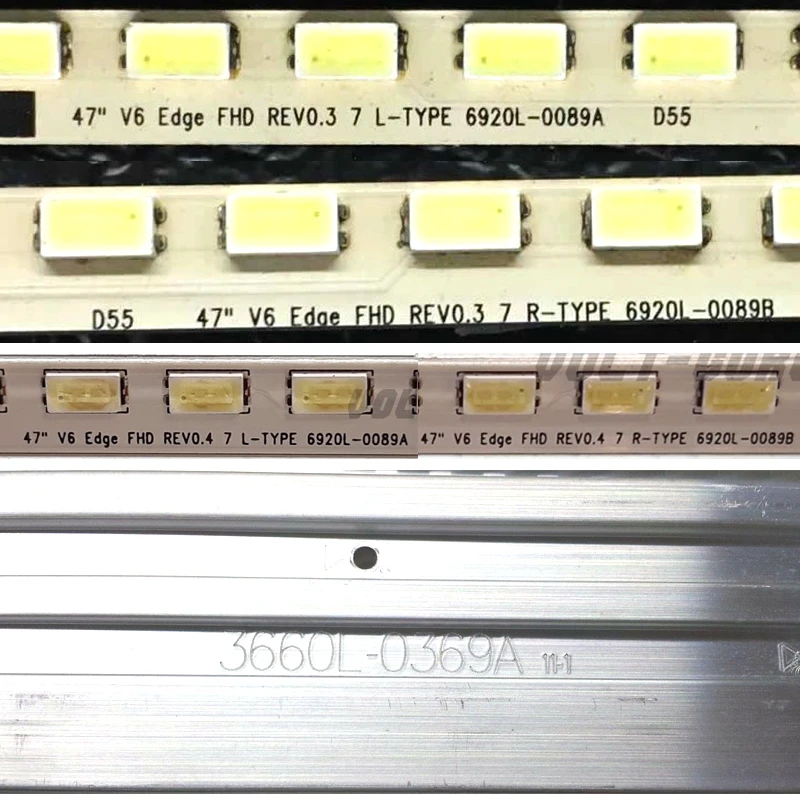 47" V6 Edge FHD REV0.3 7 L-TYPE 6920L-0089A D55
D55 47" V6 Edge FHD REV0.3 7 R-TYPE 6920L-0089B
47" V6 Edge FHD REV0.4 7 L-TYPE 6920L-0089A
47" V6 Edge FHD REV0.4 7 R-TYPE 6920L-0089B
3660L-0369A 11-1